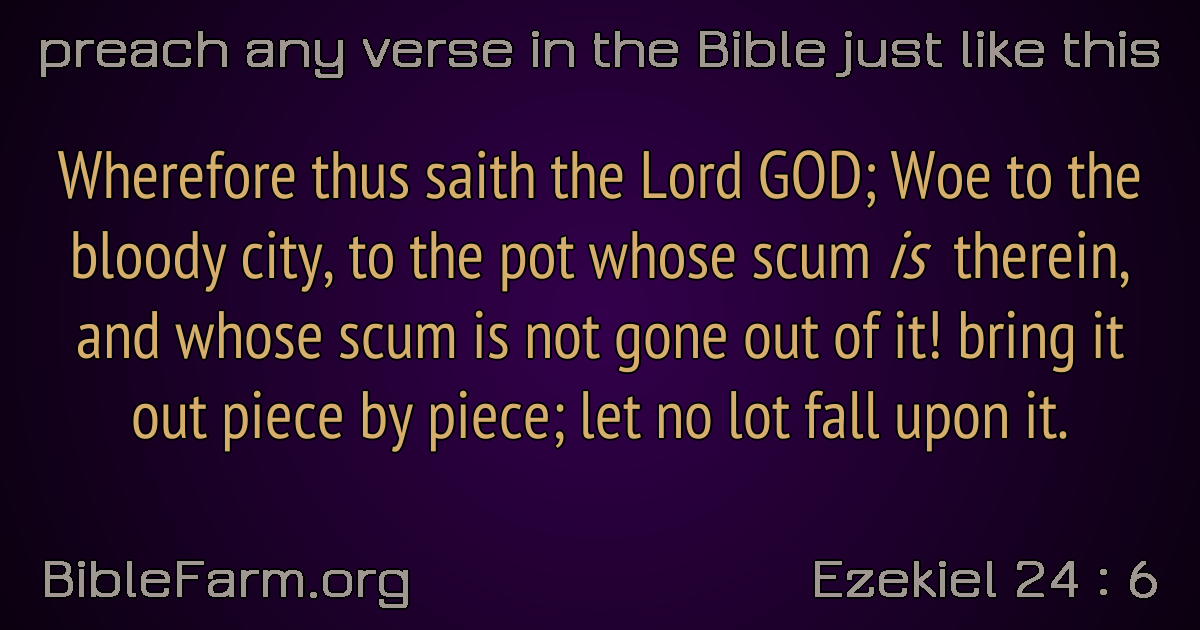 preach any verse in the Bible just like this
Wherefore thus saith the Lord GOD; Woe to the
bloody city, to the pot whose scum is therein,
and whose scum is not gone out of it! bring it
out piece by piece; let no lot fall upon it.
BibleFarm.org
Ezekiel 24 : 6